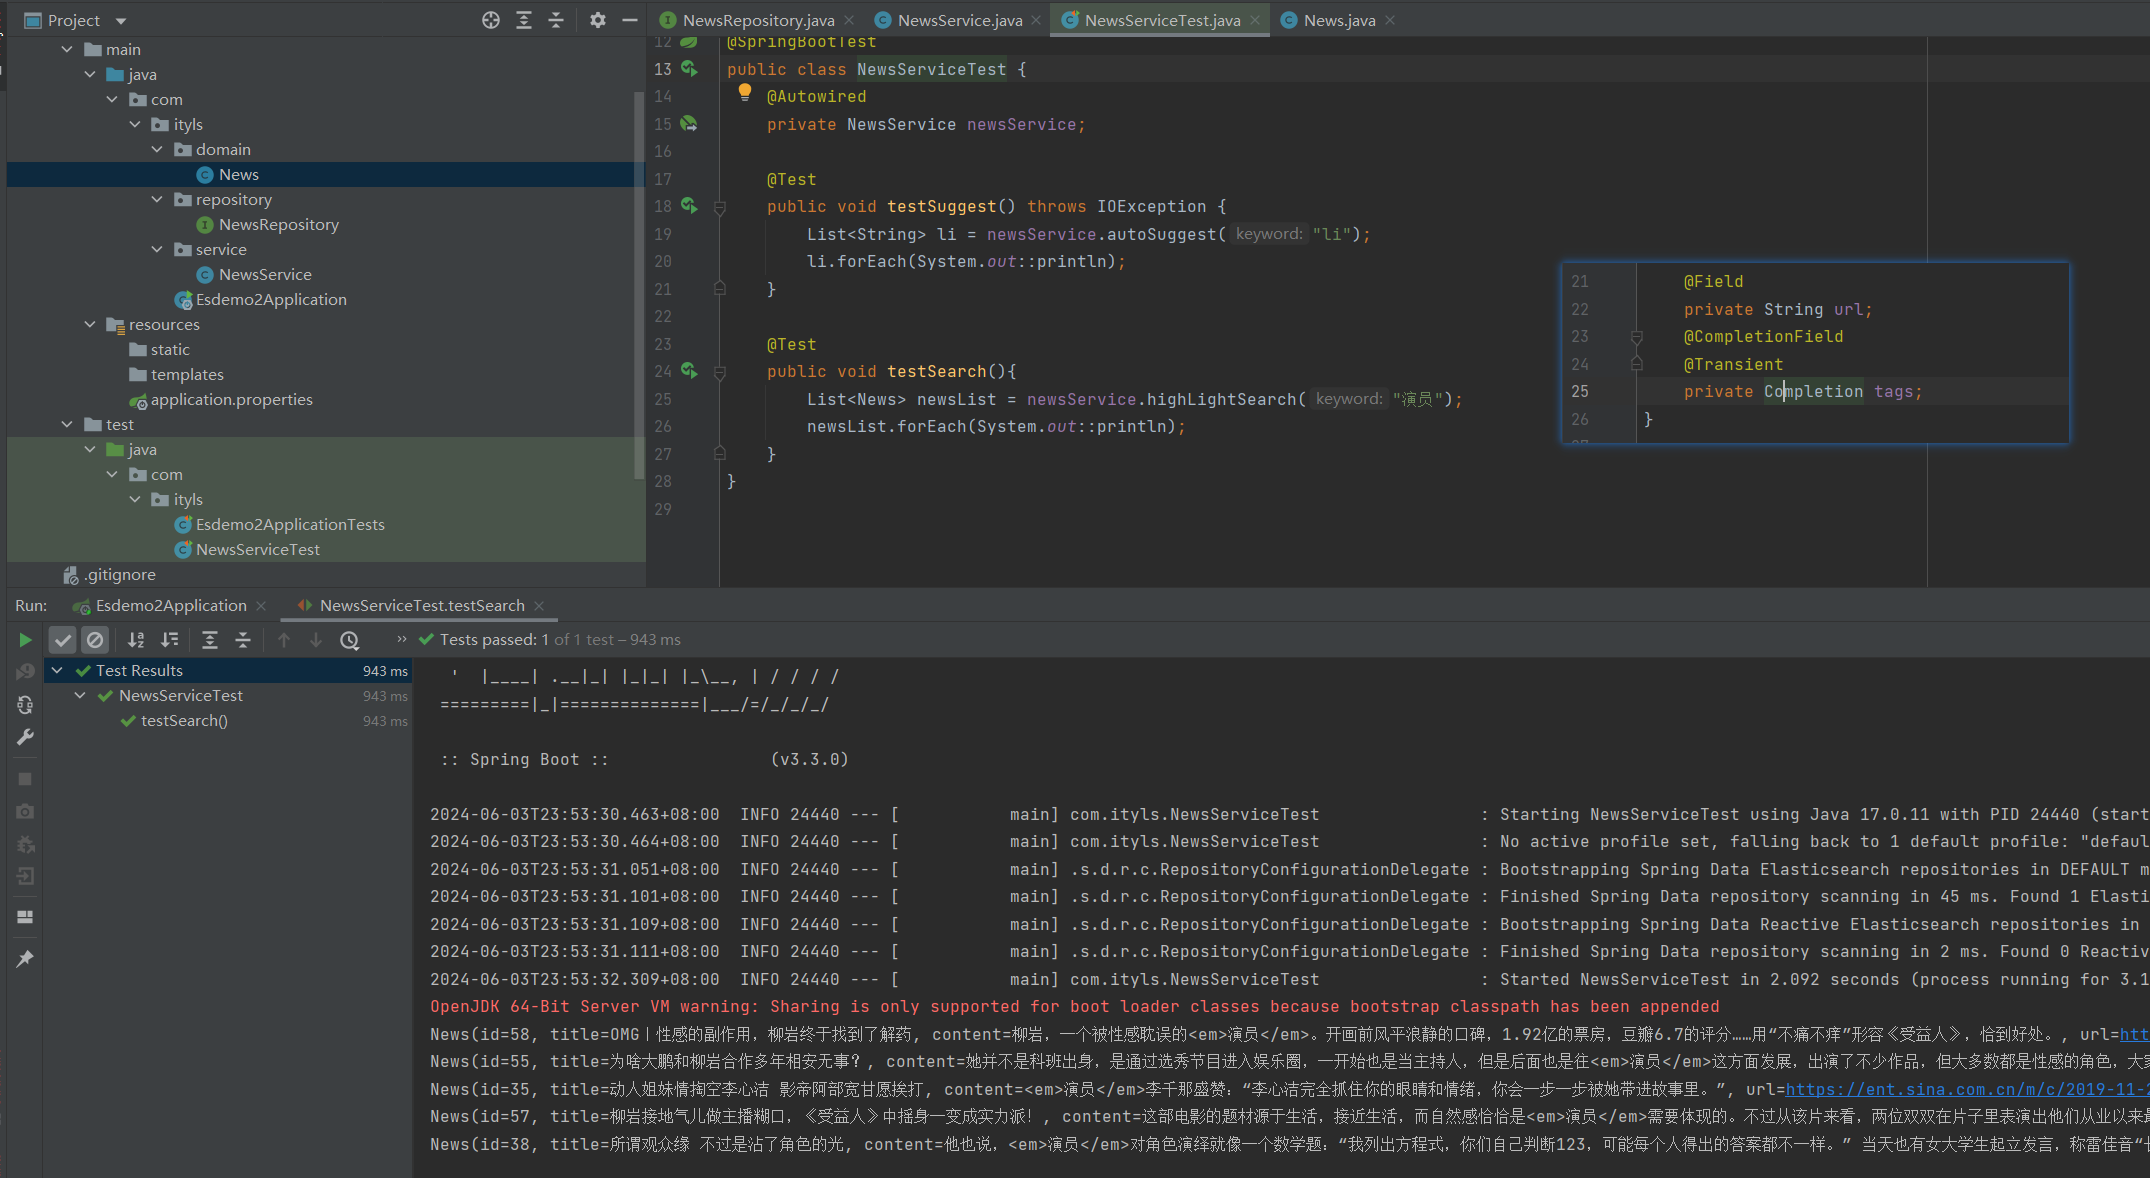 Project
main
java
com
ityls
domain
News
repository
NewsRepository
service
NewsService
Esdemo2Application
resources
static
templates
application.properties
test
java
com
ityls
Esdemo2ApplicationTests
NewsServiceTest
.gitignore
NewsRepository.java
NewsService.java
NewsServiceTest.java
News.java
12 @SpringBootTest
13 public class NewsServiceTest {
14 @Autowired
15 private NewsService newsService;
16
17 @Test
18 public void testSuggest() throws IOException {
19 List<String> li = newsService.autoSuggest( keyword: "li");
20 li.forEach(System.out::println);
21 }
22
23 @Test
24 public void testSearch(){
25 List<News> newsList = newsService.highLightSearch( keyword: "演员");
26 newsList.forEach(System.out::println);
27 }
28 }
29
21 @Field
22 private String url;
23 @CompletionField
24 @Transient
25 private Completion tags;
26 }
Run:
Esdemo2Application
NewsServiceTest.testSearch
Tests passed: 1 of 1 test – 943 ms
Test Results 943 ms
NewsServiceTest 943 ms
testSearch() 943 ms
' |____| .__|_| |_|_| |_\__, | / / / /
=========|_|==============|___/=/_/_/_/
:: Spring Boot :: (v3.3.0)
2024-06-03T23:53:30.463+08:00 INFO 24440 --- [ main] com.ityls.NewsServiceTest : Starting NewsServiceTest using Java 17.0.11 with PID 24440 (start
2024-06-03T23:53:30.464+08:00 INFO 24440 --- [ main] com.ityls.NewsServiceTest : No active profile set, falling back to 1 default profile: "defaul
2024-06-03T23:53:31.051+08:00 INFO 24440 --- [ main] .s.d.r.c.RepositoryConfigurationDelegate : Bootstrapping Spring Data Elasticsearch repositories in DEFAULT m
2024-06-03T23:53:31.101+08:00 INFO 24440 --- [ main] .s.d.r.c.RepositoryConfigurationDelegate : Finished Spring Data repository scanning in 45 ms. Found 1 Elasti
2024-06-03T23:53:31.109+08:00 INFO 24440 --- [ main] .s.d.r.c.RepositoryConfigurationDelegate : Bootstrapping Spring Data Reactive Elasticsearch repositories in
2024-06-03T23:53:31.111+08:00 INFO 24440 --- [ main] .s.d.r.c.RepositoryConfigurationDelegate : Finished Spring Data repository scanning in 2 ms. Found 0 Reactiv
2024-06-03T23:53:32.309+08:00 INFO 24440 --- [ main] com.ityls.NewsServiceTest : Started NewsServiceTest in 2.092 seconds (process running for 3.1
OpenJDK 64-Bit Server VM warning: Sharing is only supported for boot loader classes because bootstrap classpath has been appended
News(id=58, title=OMG丨性感的副作用，柳岩终于找到了解药, content=柳岩，一个被性感耽误的<em>演员</em>。开画前风平浪静的口碑，1.92亿的票房，豆瓣6.7的评分……用“不痛不痒”形容《受益人》，恰到好处。, url=htt
News(id=55, title=为啥大鹏和柳岩合作多年相安无事？, content=她并不是科班出身，是通过选秀节目进入娱乐圈，一开始也是当主持人，但是后面也是往<em>演员</em>这方面发展，出演了不少作品，但大多数都是性感的角色，大家
News(id=35, title=动人姐妹情掏空李心洁 影帝阿部宽甘愿挨打, content=<em>演员</em>李千那盛赞：“李心洁完全抓住你的眼睛和情绪，你会一步一步被她带进故事里。”, url=https://ent.sina.com.cn/m/c/2019-11-2
News(id=57, title=柳岩接地气儿做主播糊口，《受益人》中摇身一变成实力派！, content=这部电影的题材源于生活，接近生活，而自然感恰恰是<em>演员</em>需要体现的。不过从该片来看，两位双双在片子里表演出他们从业以来最
News(id=38, title=所谓观众缘 不过是沾了角色的光, content=他也说，<em>演员</em>对角色演绎就像一个数学题：“我列出方程式，你们自己判断123，可能每个人得出的答案都不一样。” 当天也有女大学生起立发言，称雷佳音“长